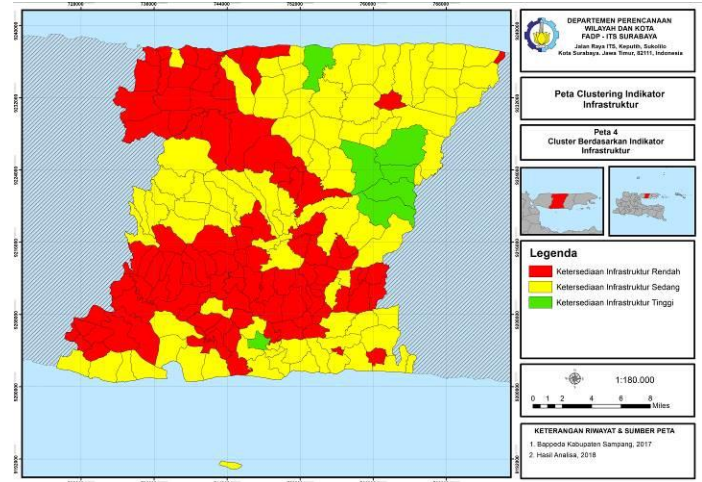 DEPARTEMEN PERENCANAAN
WILAYAH DAN KOTA
FADP - ITS SURABAYA
Jalan Raya ITS, Keputih, Sukolilo
Kota Surabaya. Jawa Timur, 62111, Indonesia
Peta Clustering Indikator
Infrastruktur
Peta 4
Cluster Berdasarkan Indikator
Infrastruktur
Legenda
Ketersediaan Infrastruktur Rendah
Ketersediaan Infrastruktur Sedang
Ketersediaan Infrastruktur Tinggi
1:180.000
0 1 2 4 6 8
Miles
KETERANGAN RIWAYAT & SUMBER PETA
1. Bappeda Kabupaten Sampang, 2017
2. Hasil Analisa, 2018